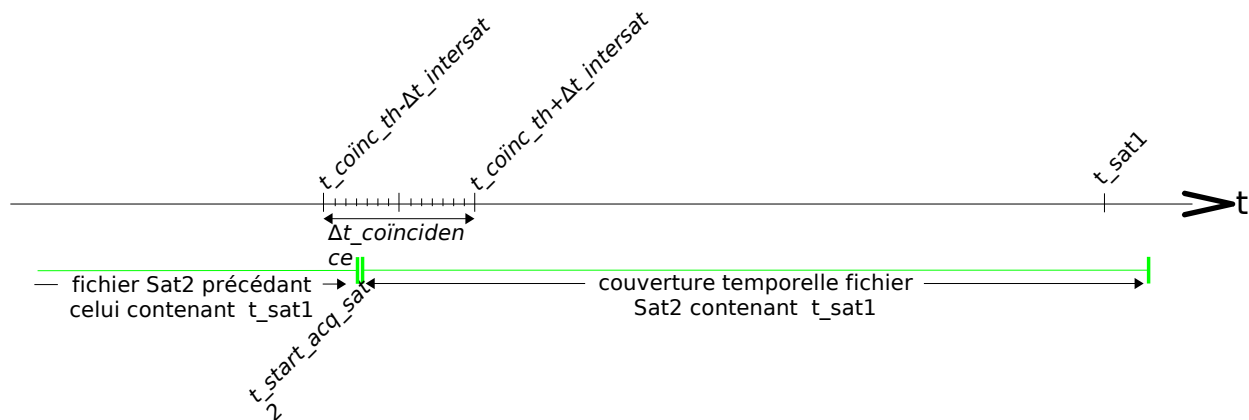 t_coïnc_th-Δt_intersat
t_coïnc_th+Δt_intersat
t_sat1
t
Δt_coïnciden
ce
fichier Sat2 précédant
celui contenant t_sat1
couverture temporelle fichier
Sat2 contenant t_sat1
t_start_acq_sat
2